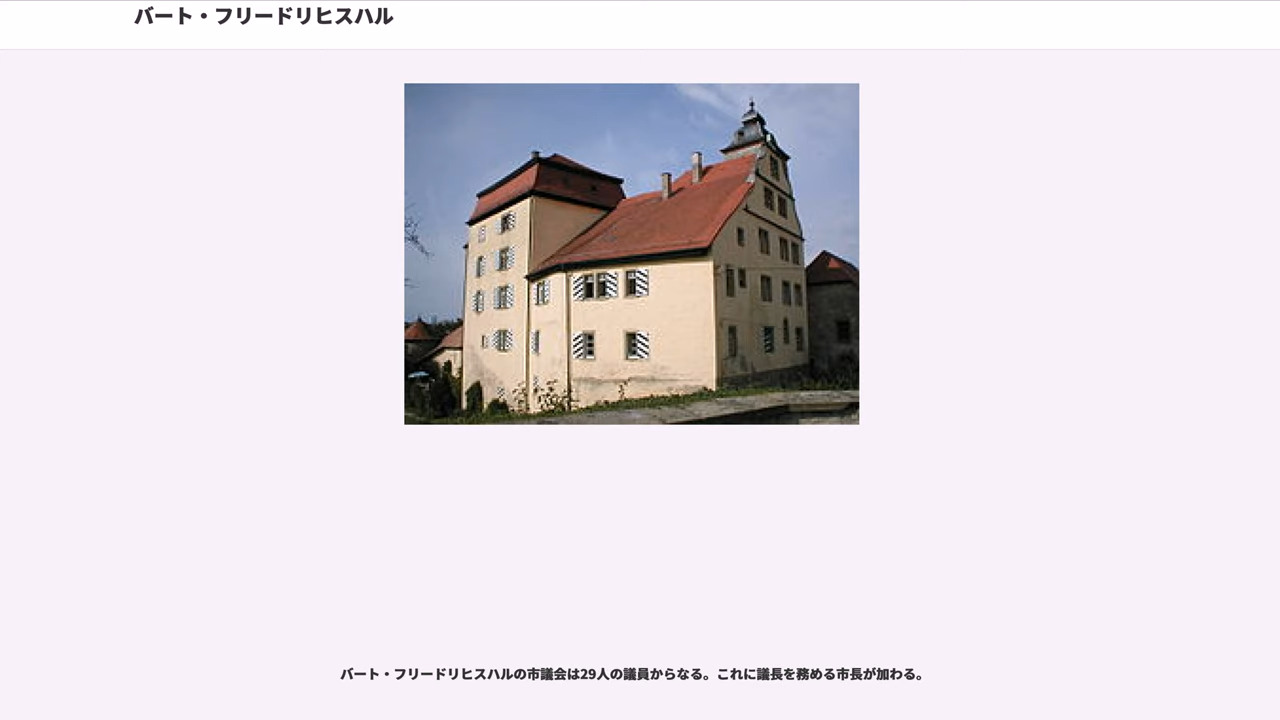 バート・フリードリヒスハル
バート・フリードリヒスハルの市議会は29人の議員からなる。これに議長を務める市長が加わる。